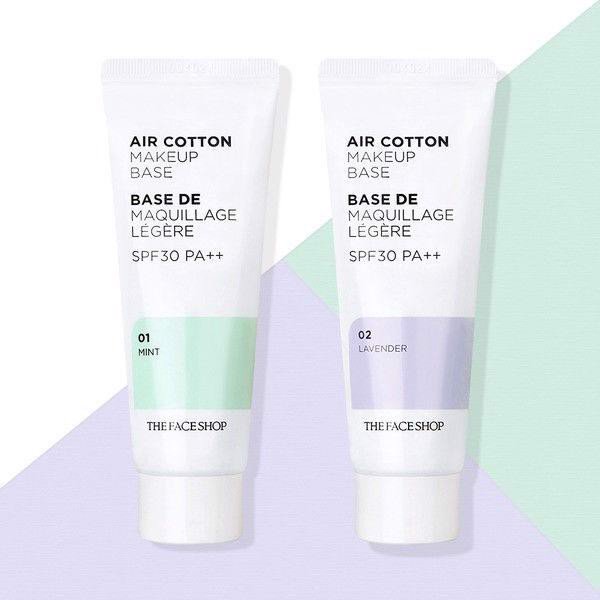 AIR COTTON
MAKEUP
BASE
BASE DE
MAQUILLAGE
LÉGÈRE
SPF30 PA++
01
MINT
THE FACE SHOP
AIR COTTON
MAKEUP
BASE
BASE DE
MAQUILLAGE
LÉGÈRE
SPF30 PA++
02
LAVENDER
THE FACE SHOP